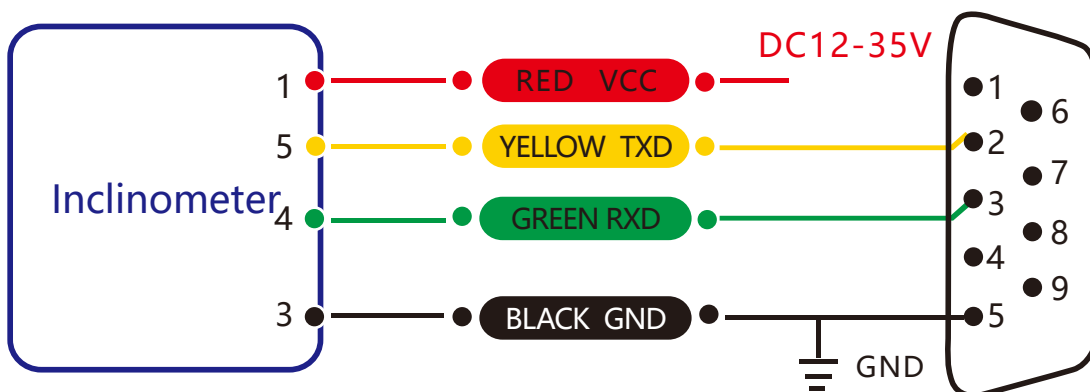 DC12-35V
1 RED VCC 1
6
5 YELLOW TXD 2
7
Inclinometer
4 GREEN RXD 3
8
4
9
3 BLACK GND 5
GND